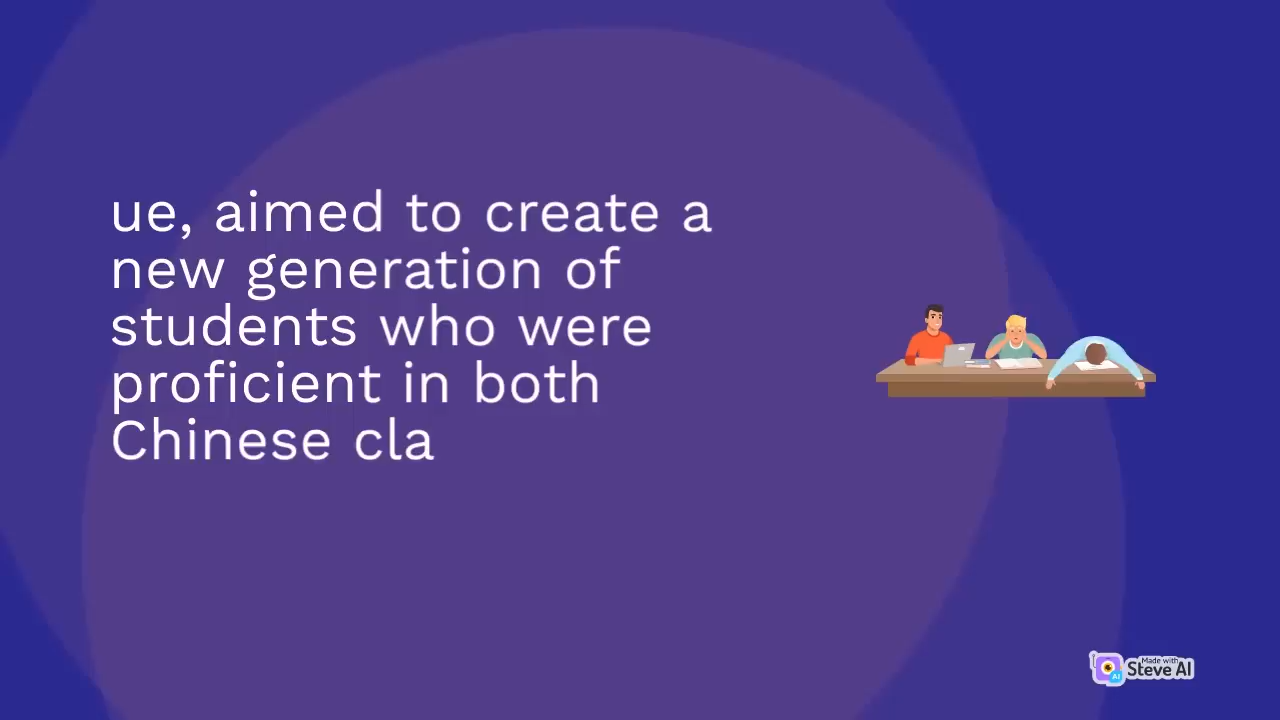 ue, aimed to create a
new generation of
students who were
proficient in both
Chinese cla
Made with
Steve AI
AI